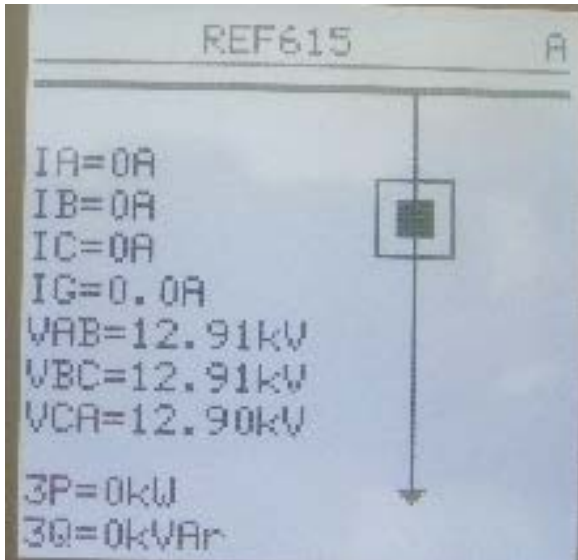 REF615 A
IA=0A
IB=0A
IC=0A
IG=0.0A
VAB=12.91kV
VBC=12.91kV
VCA=12.90kV
3P=0kW
3Q=0kVAr